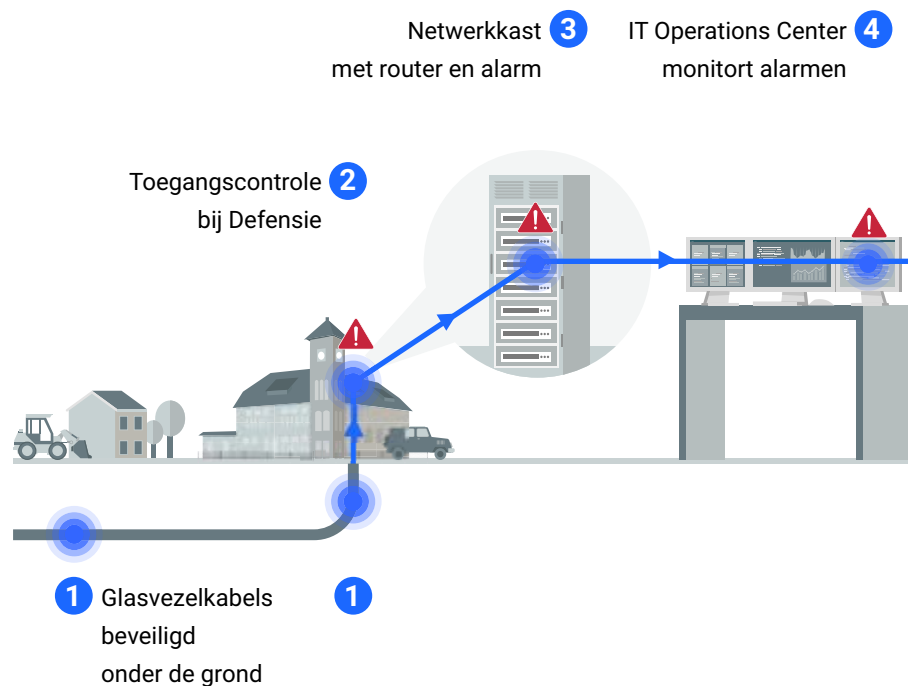 Netwerkkast 3
met router en alarm
IT Operations Center 4
monitort alarmen
Toegangscontrole 2
bij Defensie
1 Glasvezelkabels
beveiligd
onder de grond
1